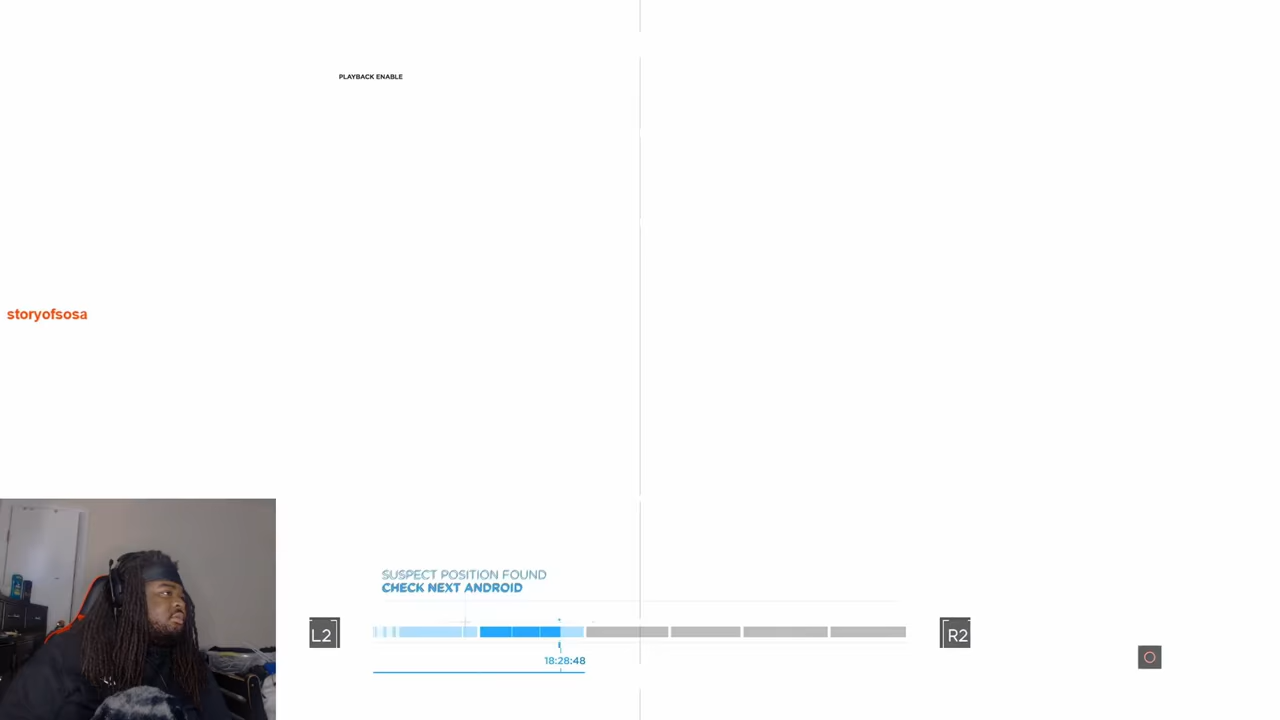 PLAYBACK ENABLE
storyofsosa
SUSPECT POSITION FOUND
CHECK NEXT ANDROID
L2
R2
18:28:48